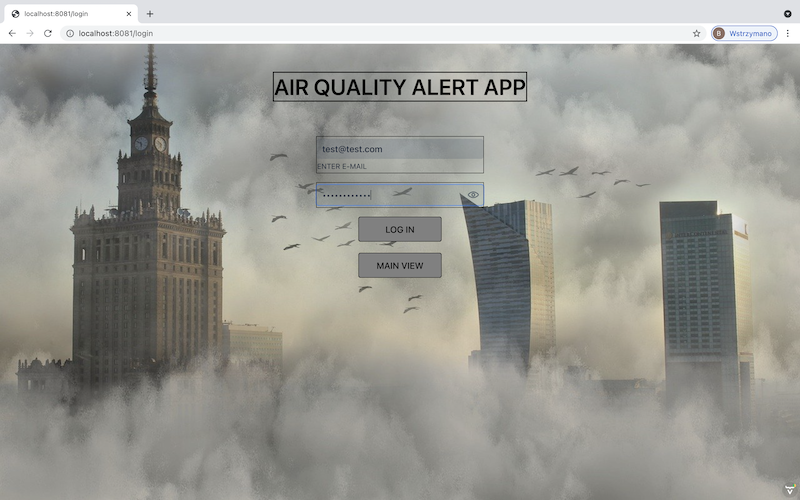 localhost:8081/login
localhost:8081/login
B
Wstrzymano
AIR QUALITY ALERT APP
test@test.com
ENTER E-MAIL
••••••••••••
LOG IN
MAIN VIEW